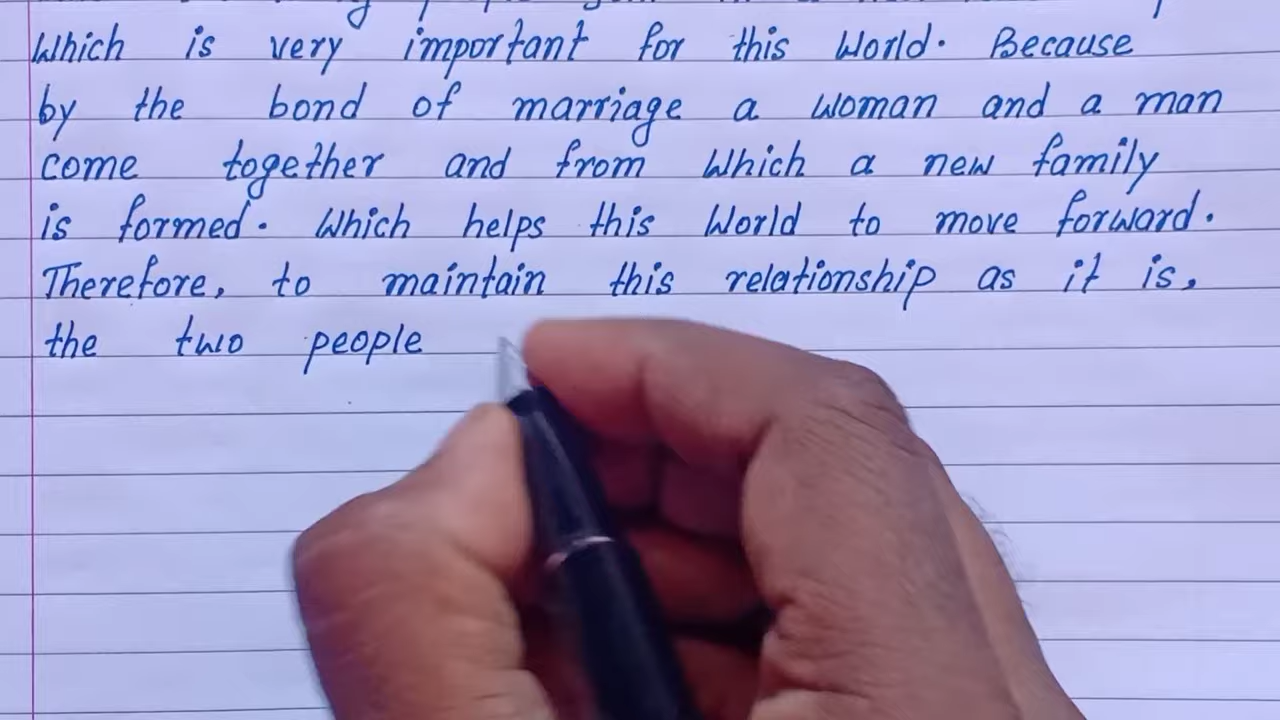 Which is very important for this World. Because
by the bond of marriage a woman and a man
come together and from Which a new family
is formed. Which helps this World to move forward.
Therefore, to maintain this relationship as it is,
the two people